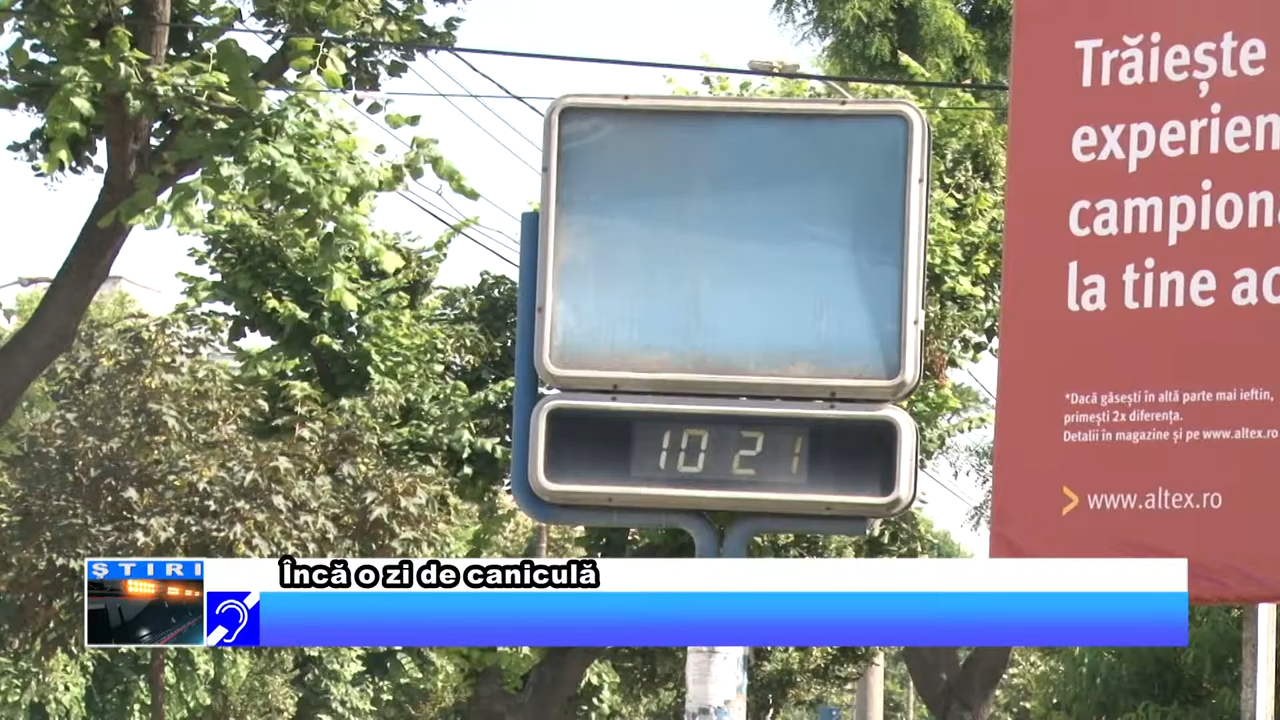 Trăiește
experien
campion
la tine ac
*Dacă găsești în altă parte mai ieftin,
primești 2x diferența.
Detalii în magazine și pe www.altex.ro
www.altex.ro
10 21
ȘTIRI
Încă o zi de caniculă